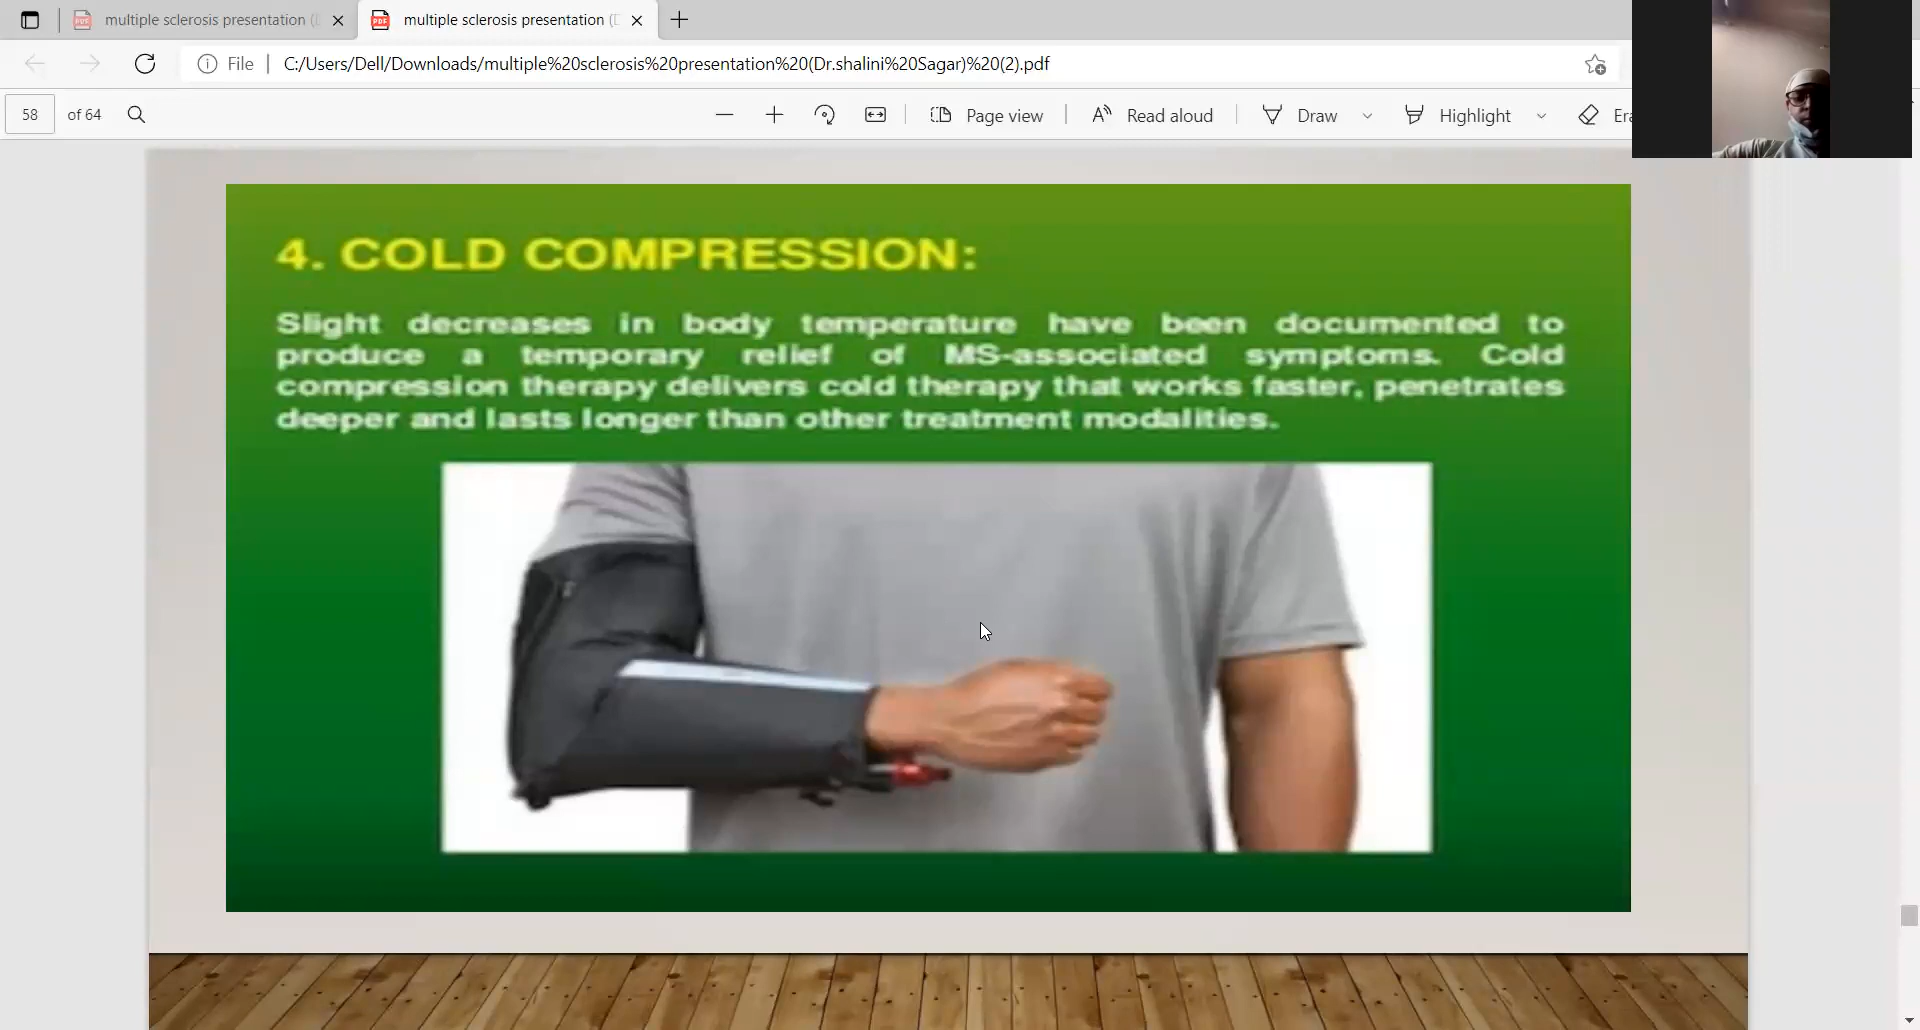 multiple sclerosis presentation (
multiple sclerosis presentation (D
File
C:/Users/Dell/Downloads/multiple%20sclerosis%20presentation%20(Dr.shalini%20Sagar)%20(2).pdf
58 of 64
Page view
Read aloud
Draw
Highlight
Era
4. COLD COMPRESSION:
Slight decreases in body temperature have been documented to
produce a temporary relief of MS-associated symptoms. Cold
compression therapy delivers cold therapy that works faster, penetrates
deeper and lasts longer than other treatment modalities.